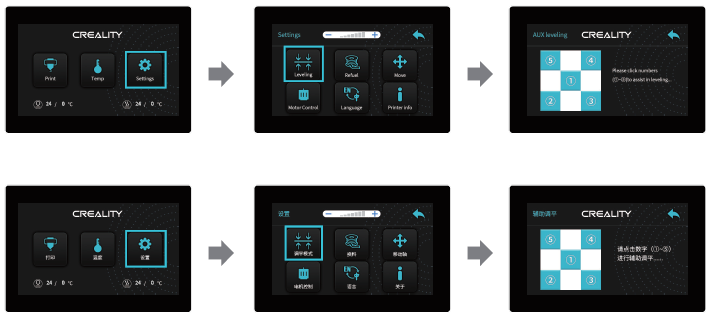 CREALITY
Print
Temp
Settings
24 / 0 ℃
24 / 0 ℃
Settings
Leveling
Refuel
Move
Motor Control
EN
Language
Printer info
AUX leveling CREALITY
⑤ ④
①
② ③
Please click numbers
(①~⑤)to assist in leveling...
CREALITY
打印
温度
设置
24 / 0 ℃
24 / 0 ℃
设置
调平模式
换料
移动轴
电机控制
EN
语言
关于
辅助调平 CREALITY
⑤ ④
①
② ③
请点击数字（①~⑤）
进行辅助调平......